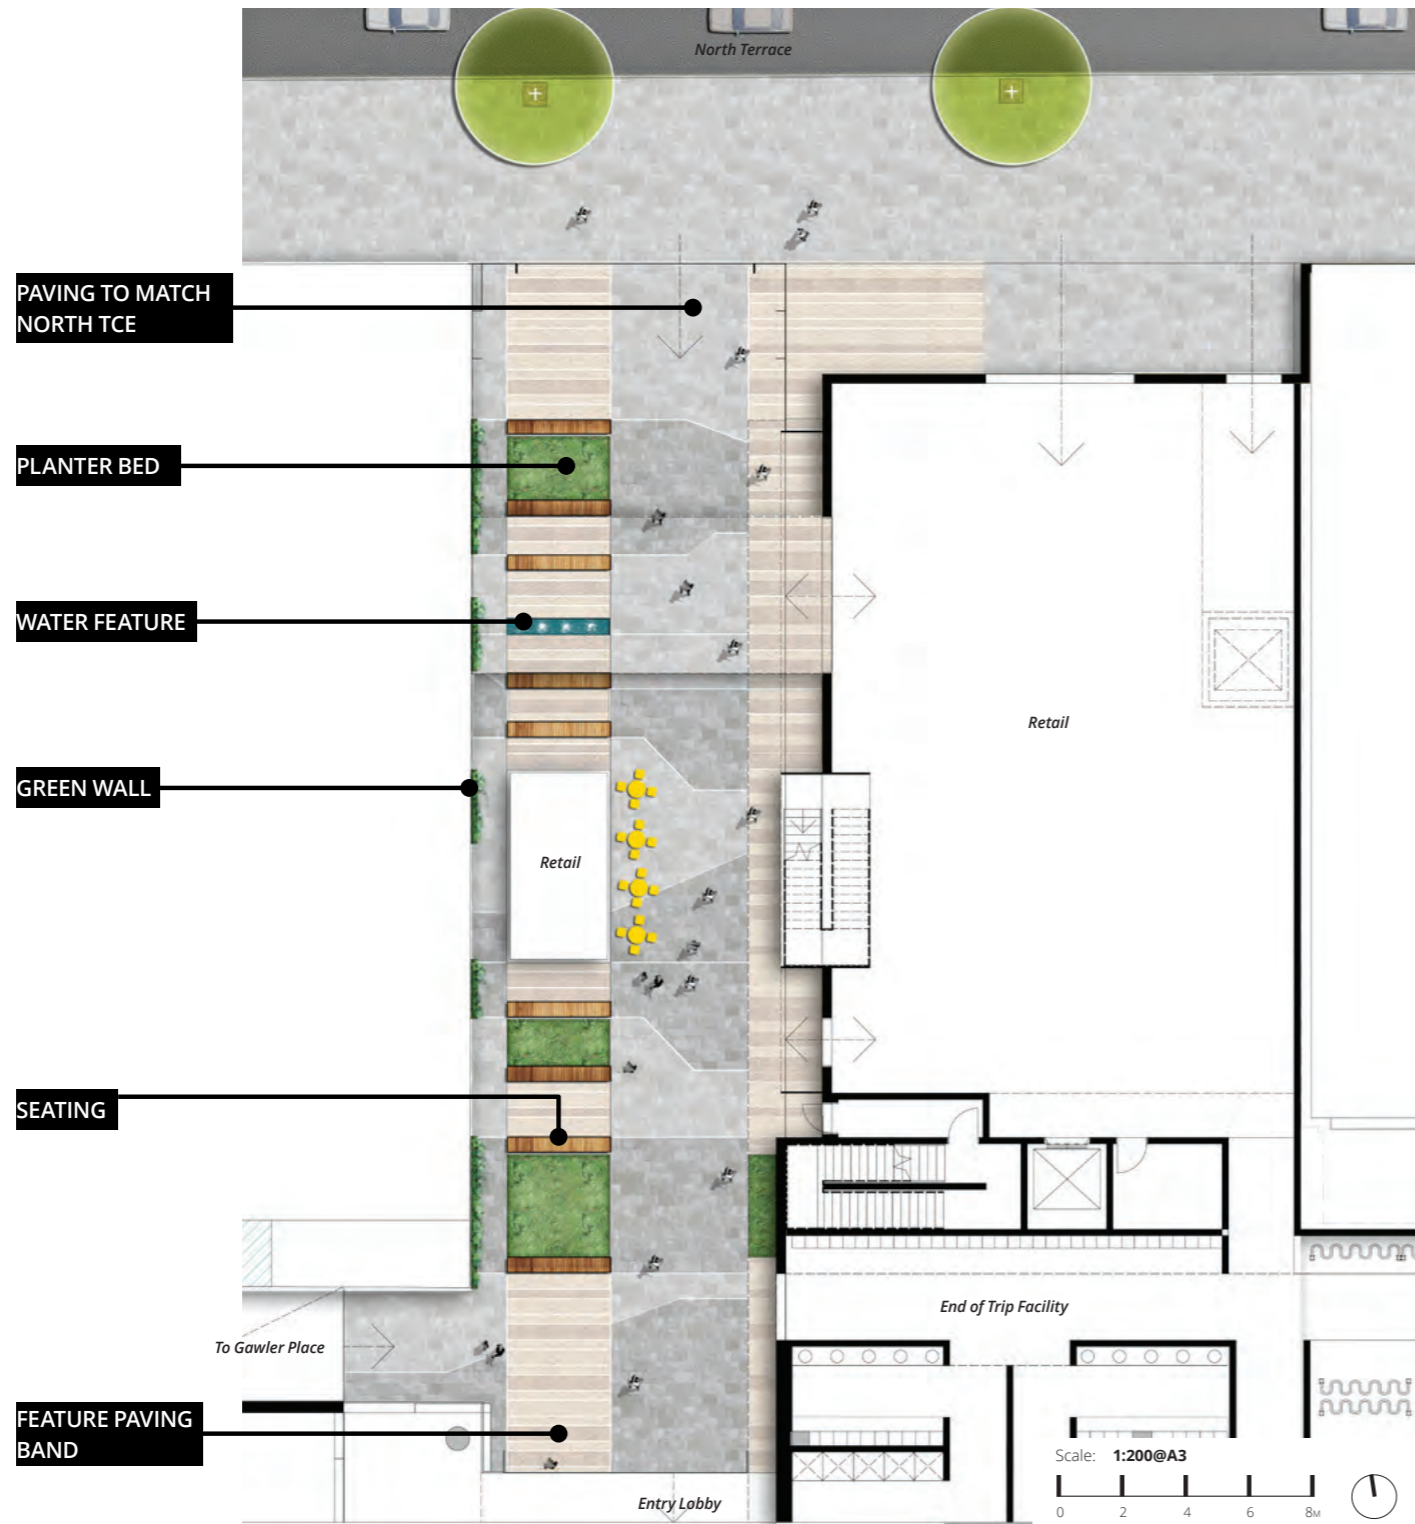 North Terrace
PAVING TO MATCH
NORTH TCE
PLANTER BED
WATER FEATURE
Retail
GREEN WALL
Retail
SEATING
End of Trip Facility
To Gawler Place
FEATURE PAVING
BAND
Scale: 1:200@A3
0 2 4 6 8M
Entry Lobby